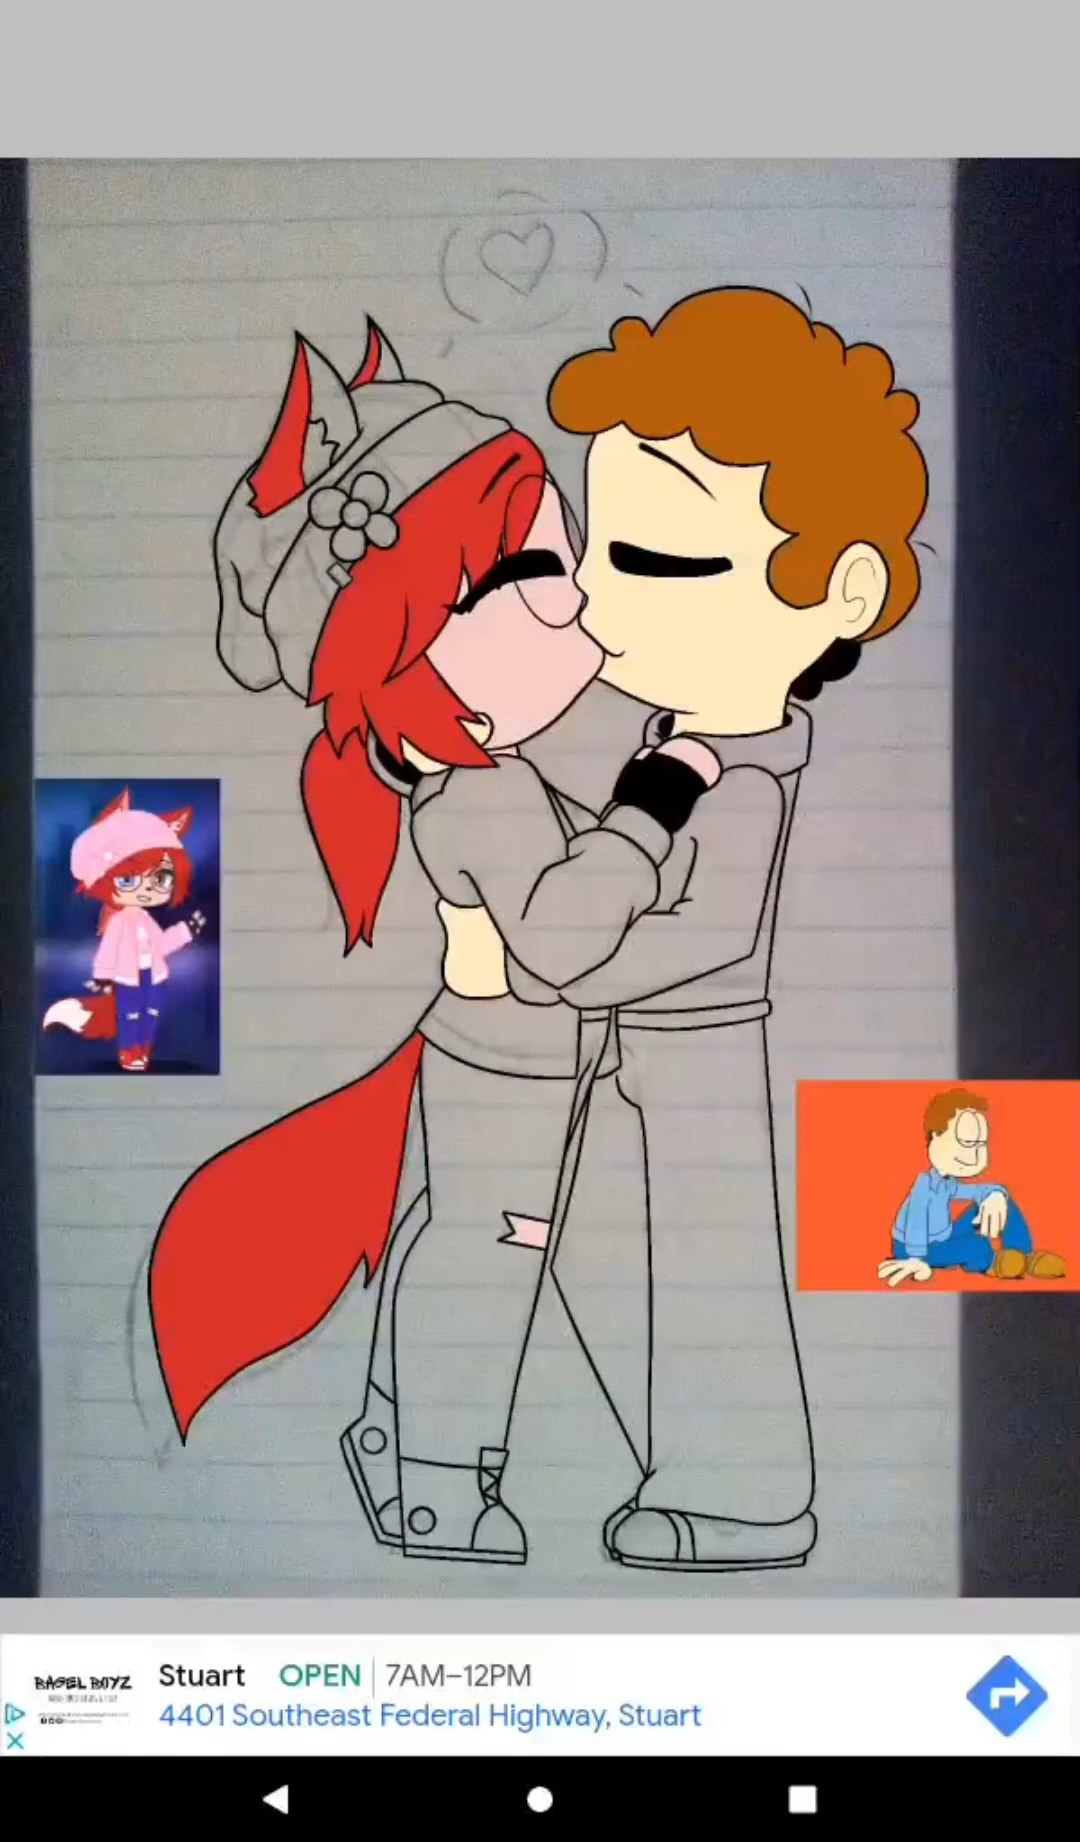 BAGEL BOYZ
Stuart OPEN 7AM–12PM
4401 Southeast Federal Highway, Stuart